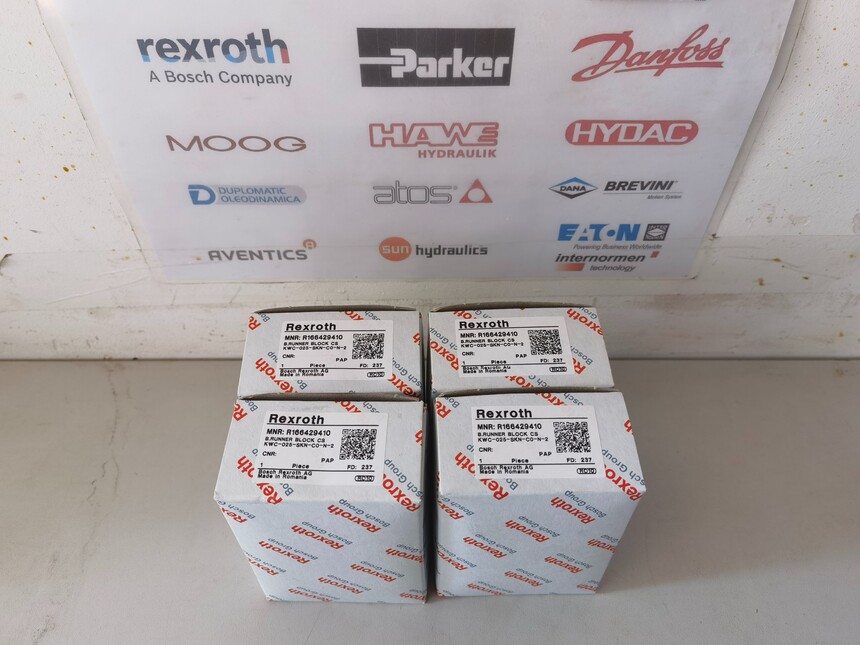 rexroth
A Bosch Company
Parker
Danfoss
MOOG
HAWE
HYDRAULIK
HYDAC
D DUPLOMATIC
OLEODINAMICA
atos®
DANA BREVINI
Motion System
AVENTICS®
sun hydraulics
EATON
Powering Business Worldwide
internormen
technology
Rexroth
MNR: R166429410
B.RUNNER BLOCK CS
KWC-025-SKN-C0-N-2
CNR:
PAP
1 Piece FD: 237
Bosch Rexroth AG
Made in Romania
Rexroth
MNR: R166429410
B.RUNNER BLOCK CS
KWC-025-SKN-C0-N-2
CNR:
PAP
1 Piece FD: 237
Bosch Rexroth AG
Made in Romania
Rexroth
MNR: R166429410
B.RUNNER BLOCK CS
KWC-025-SKN-C0-N-2
CNR:
PAP
1 Piece FD: 237
Bosch Rexroth AG
Made in Romania
Rexroth
MNR: R166429410
B.RUNNER BLOCK CS
KWC-025-SKN-C0-N-2
CNR:
PAP
1 Piece FD: 237
Bosch Rexroth AG
Made in Romania
Rexroth
Bosch Group